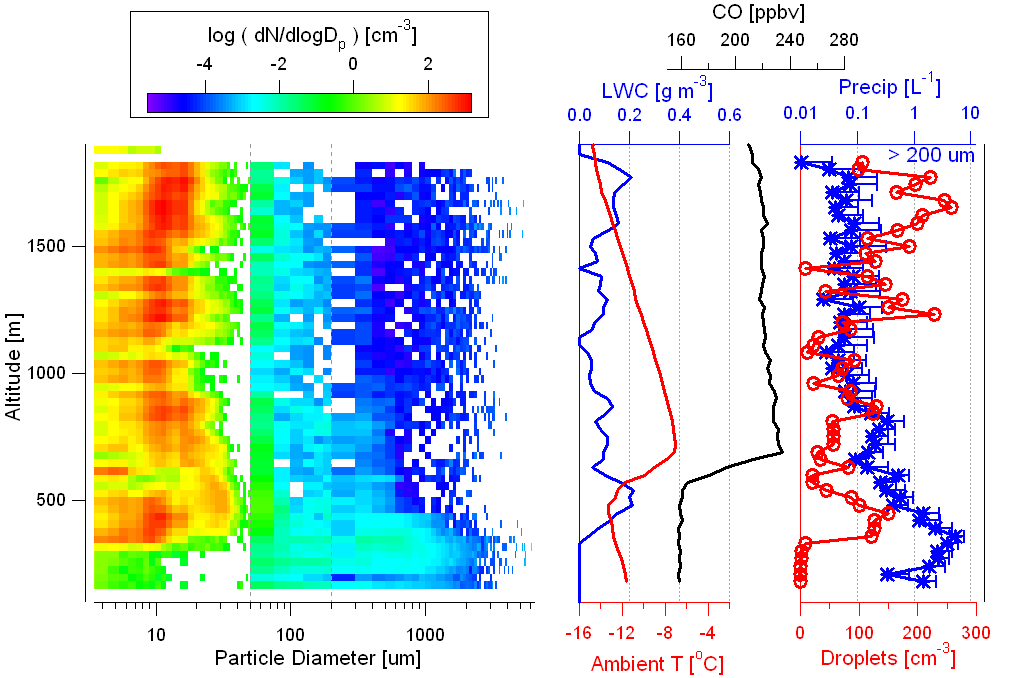 log ( dN/dlogDp ) [cm-3]
-4 -2 0 2
CO [ppbv]
160 200 240 280
LWC [g m-3]
0.0 0.2 0.4 0.6
Precip [L-1]
0.01 0.1 1 10
> 200 um
Altitude [m]
1500
1000
500
10 100 1000
Particle Diameter [um]
-16 -12 -8 -4
Ambient T [oC]
0 100 200 300
Droplets [cm-3]